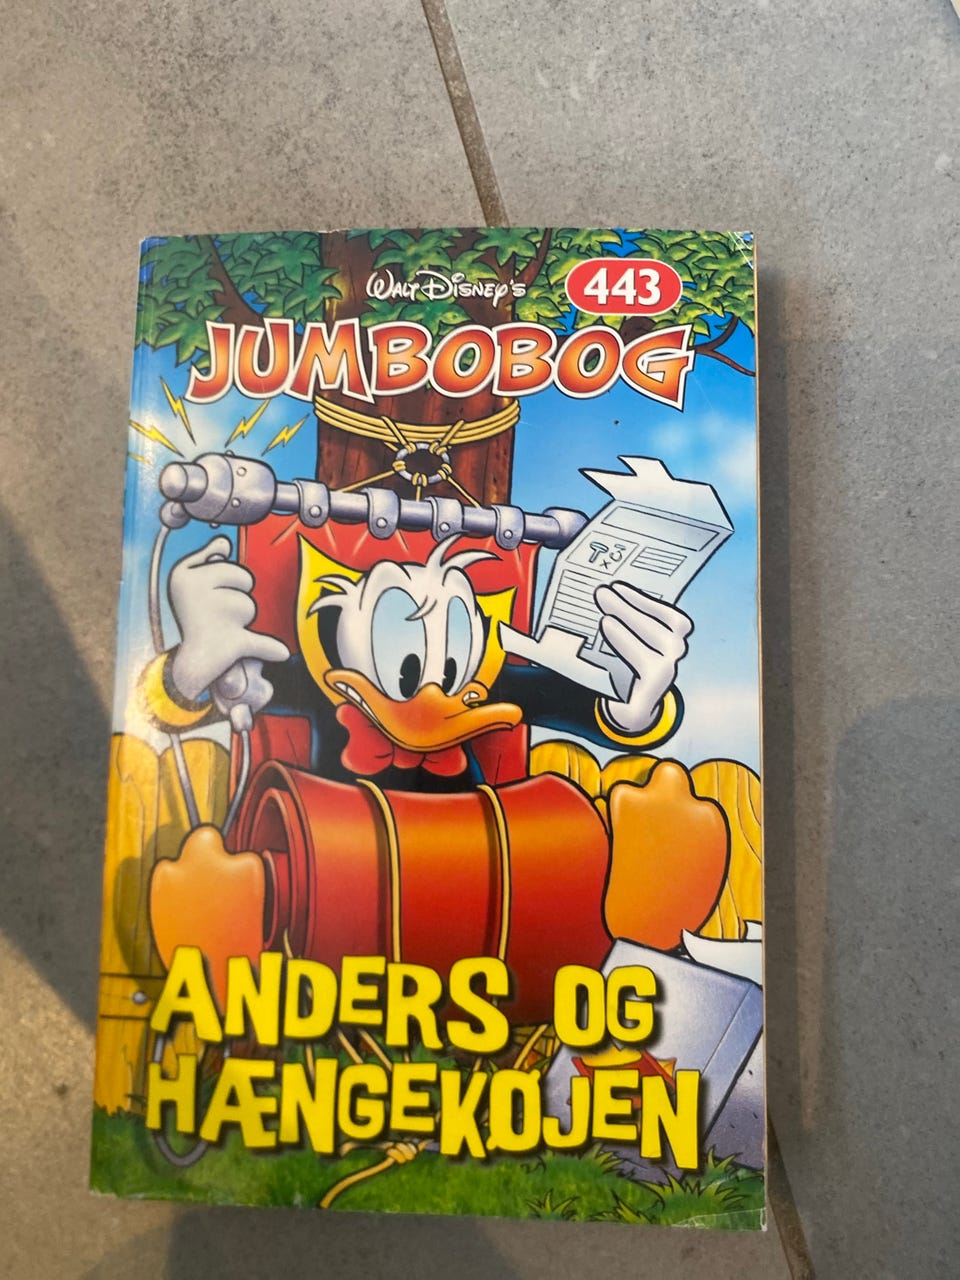 WALT DISNEY'S
443
JUMBOBOG
ANDERS OG
HÆNGEKØJEN